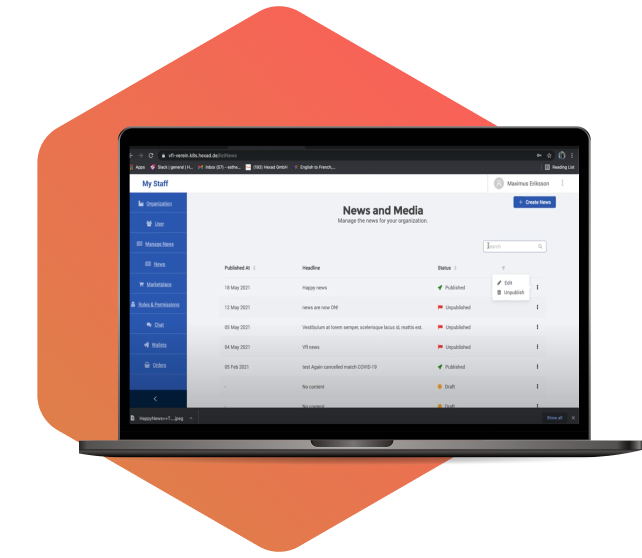 vfl-verein.k8s.hexad.de/listNews
Apps Slack | general | H... Inbox (57) - esthe... (193) Hexad GmbH English to French,... Reading List
My Staff Maximus Eriksson
Organization
User
Manage News
News
Marketplace
Roles & Permissions
Chat
Wallets
Orders
<
+ Create News
News and Media
Manage the news for your organization.
Search
Published At Headline Status
18 May 2021 Happy news Published
Edit
Unpublish
12 May 2021 news are now ON! Unpublished
05 May 2021 Vestibulum at lorem semper, scelerisque lacus id, mattis est. Unpublished
04 May 2021 Vfl news Unpublished
05 Feb 2021 test Again cancelled match COVID-19 Published
- No content Draft
- No content Draft
HappyNews++T....jpeg Show all